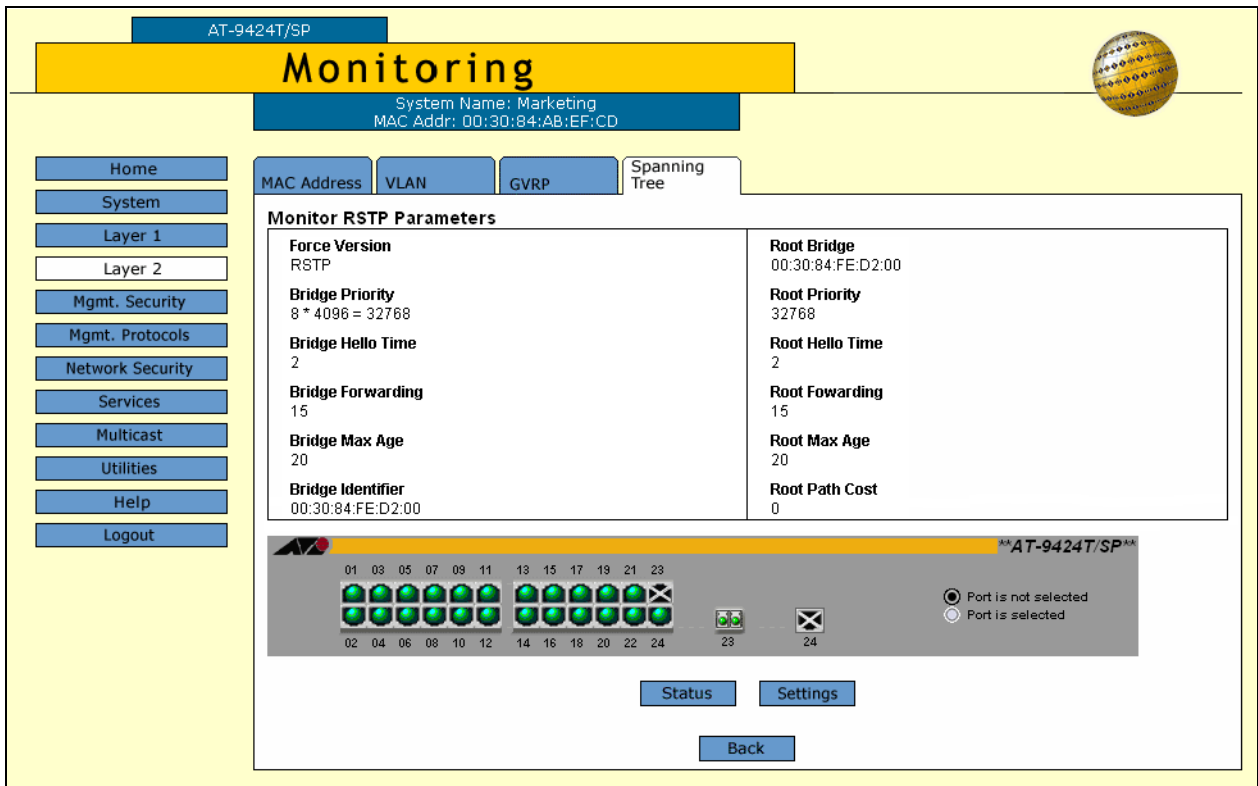 AT-9424T/SP
Monitoring
System Name: Marketing
MAC Addr: 00:30:84:AB:EF:CD
Home
System
Layer 1
Layer 2
Mgmt. Security
Mgmt. Protocols
Network Security
Services
Multicast
Utilities
Help
Logout
MAC Address VLAN GVRP Spanning Tree
Monitor RSTP Parameters
Force Version
RSTP
Bridge Priority
8 * 4096 = 32768
Bridge Hello Time
2
Bridge Forwarding
15
Bridge Max Age
20
Bridge Identifier
00:30:84:FE:D2:00
Root Bridge
00:30:84:FE:D2:00
Root Priority
32768
Root Hello Time
2
Root Fowarding
15
Root Max Age
20
Root Path Cost
0
**AT-9424T/SP**
01 03 05 07 09 11 13 15 17 19 21 23
02 04 06 08 10 12 14 16 18 20 22 24 23 24
Port is not selected
Port is selected
Status Settings
Back